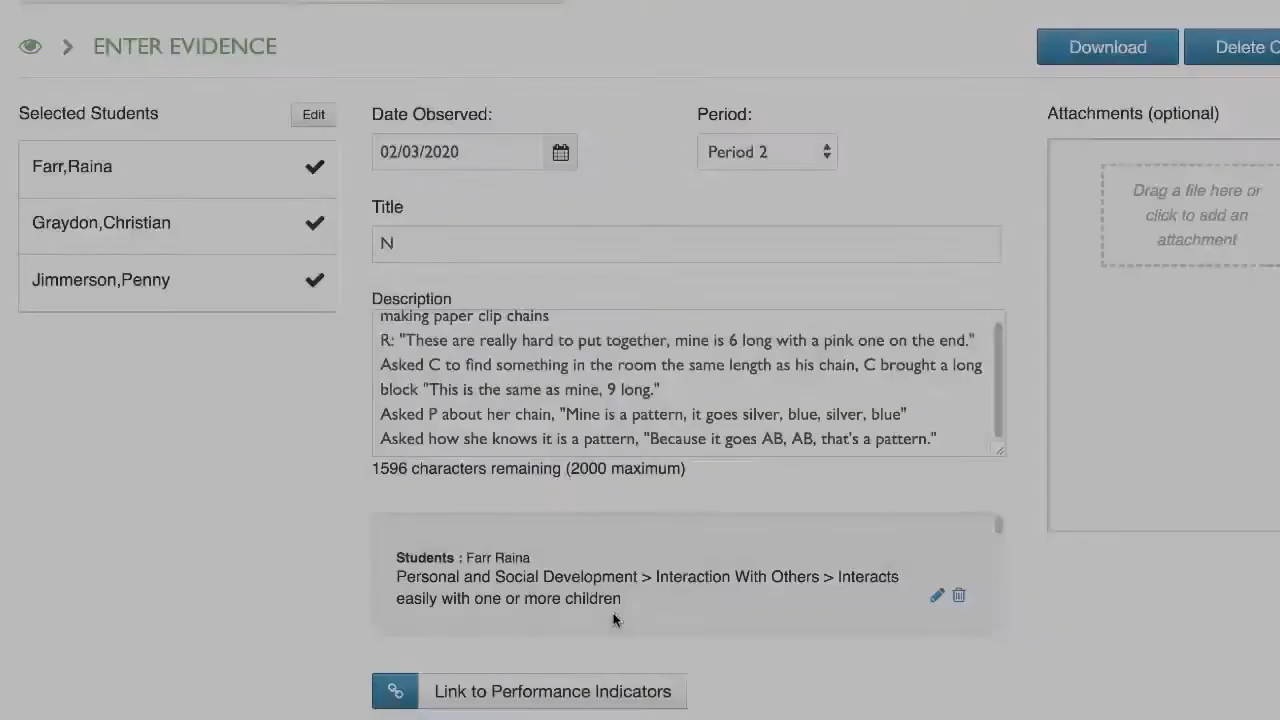 ENTER EVIDENCE
Download
Delete
Selected Students
Edit
Farr,Raina
Graydon,Christian
Jimmerson,Penny
Date Observed:
02/03/2020
Period:
Period 2
Title
N
Description
making paper clip chains
R: "These are really hard to put together, mine is 6 long with a pink one on the end."
Asked C to find something in the room the same length as his chain, C brought a long
block "This is the same as mine, 9 long."
Asked P about her chain, "Mine is a pattern, it goes silver, blue, silver, blue"
Asked how she knows it is a pattern, "Because it goes AB, AB, that's a pattern."
1596 characters remaining (2000 maximum)
Students : Farr Raina
Personal and Social Development > Interaction With Others > Interacts
easily with one or more children
Link to Performance Indicators
Attachments (optional)
Drag a file here or
click to add an
attachment